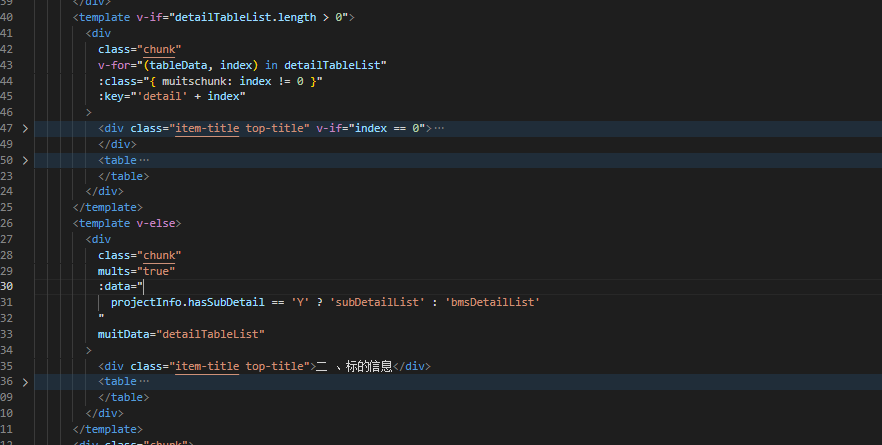 39 </div>
40 <template v-if="detailTableList.length > 0">
41 <div
42 class="chunk"
43 v-for="(tableData, index) in detailTableList"
44 :class="{ muitschunk: index != 0 }"
45 :key="'detail' + index"
46 >
47 > <div class="item-title top-title" v-if="index == 0">…
49 </div>
50 > <table…
23 </table>
24 </div>
25 </template>
26 <template v-else>
27 <div
28 class="chunk"
29 mults="true"
30 :data="
31 projectInfo.hasSubDetail == 'Y' ? 'subDetailList' : 'bmsDetailList'
32 "
33 muitData="detailTableList"
34 >
35 <div class="item-title top-title">二 、标的信息</div>
36 > <table…
09 </table>
10 </div>
11 </template>
12 <div class="chunk">